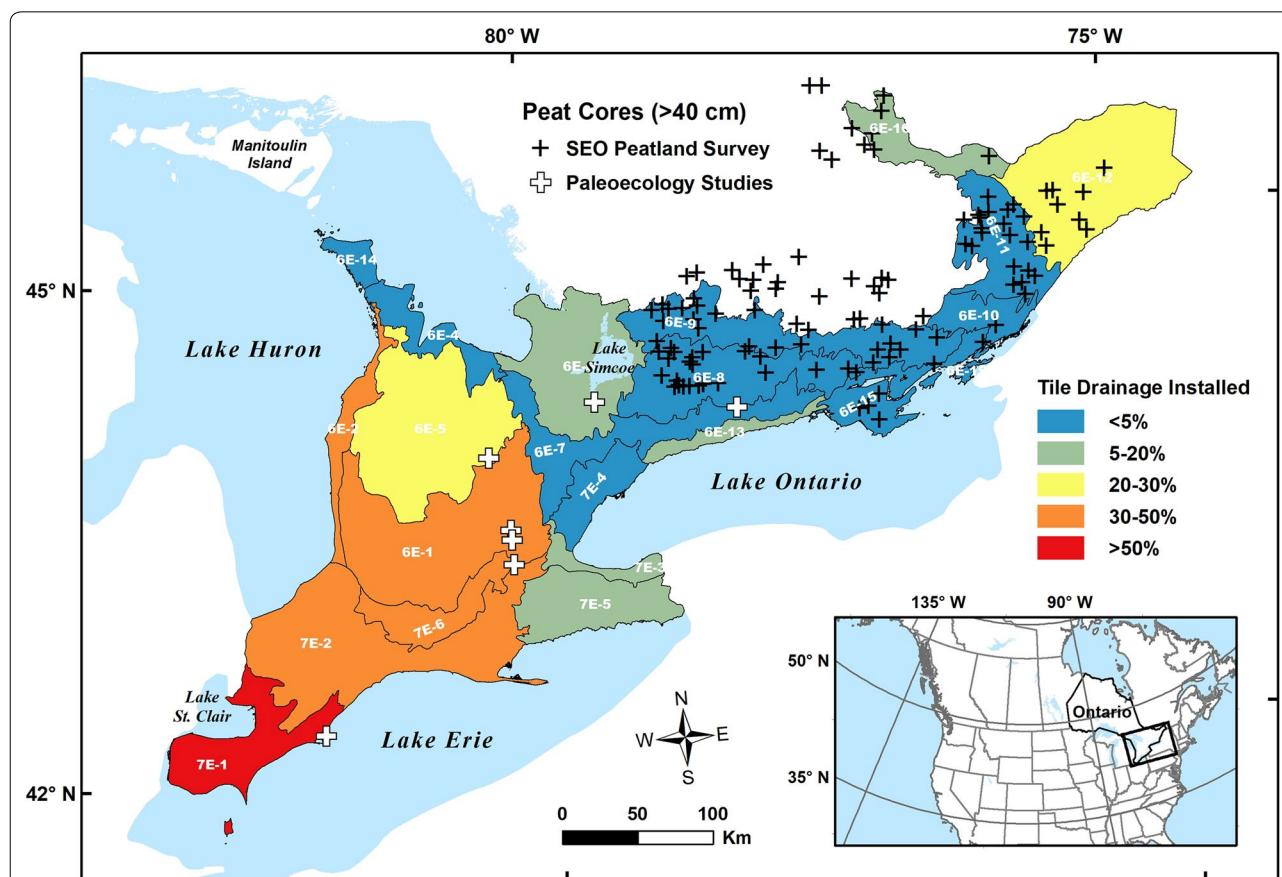 80° W
75° W
Peat Cores (>40 cm)
SEO Peatland Survey
Paleoecology Studies
Manitoulin
Island
6E-16
6E-12
6E-11
45° N
6E-14
6E-4
6E-9
6E-10
Lake Huron
Lake
Simcoe
6E-
6E-8
6E-15
6E-2
6E-5
6E-13
6E-7
7E-4
Lake Ontario
Tile Drainage Installed
<5%
5-20%
20-30%
30-50%
>50%
6E-1
7E-3
7E-5
7E-6
7E-2
Lake
St. Clair
Lake Erie
7E-1
42° N
N
W
E
S
0
50
100
Km
135° W
90° W
50° N
35° N
Ontario